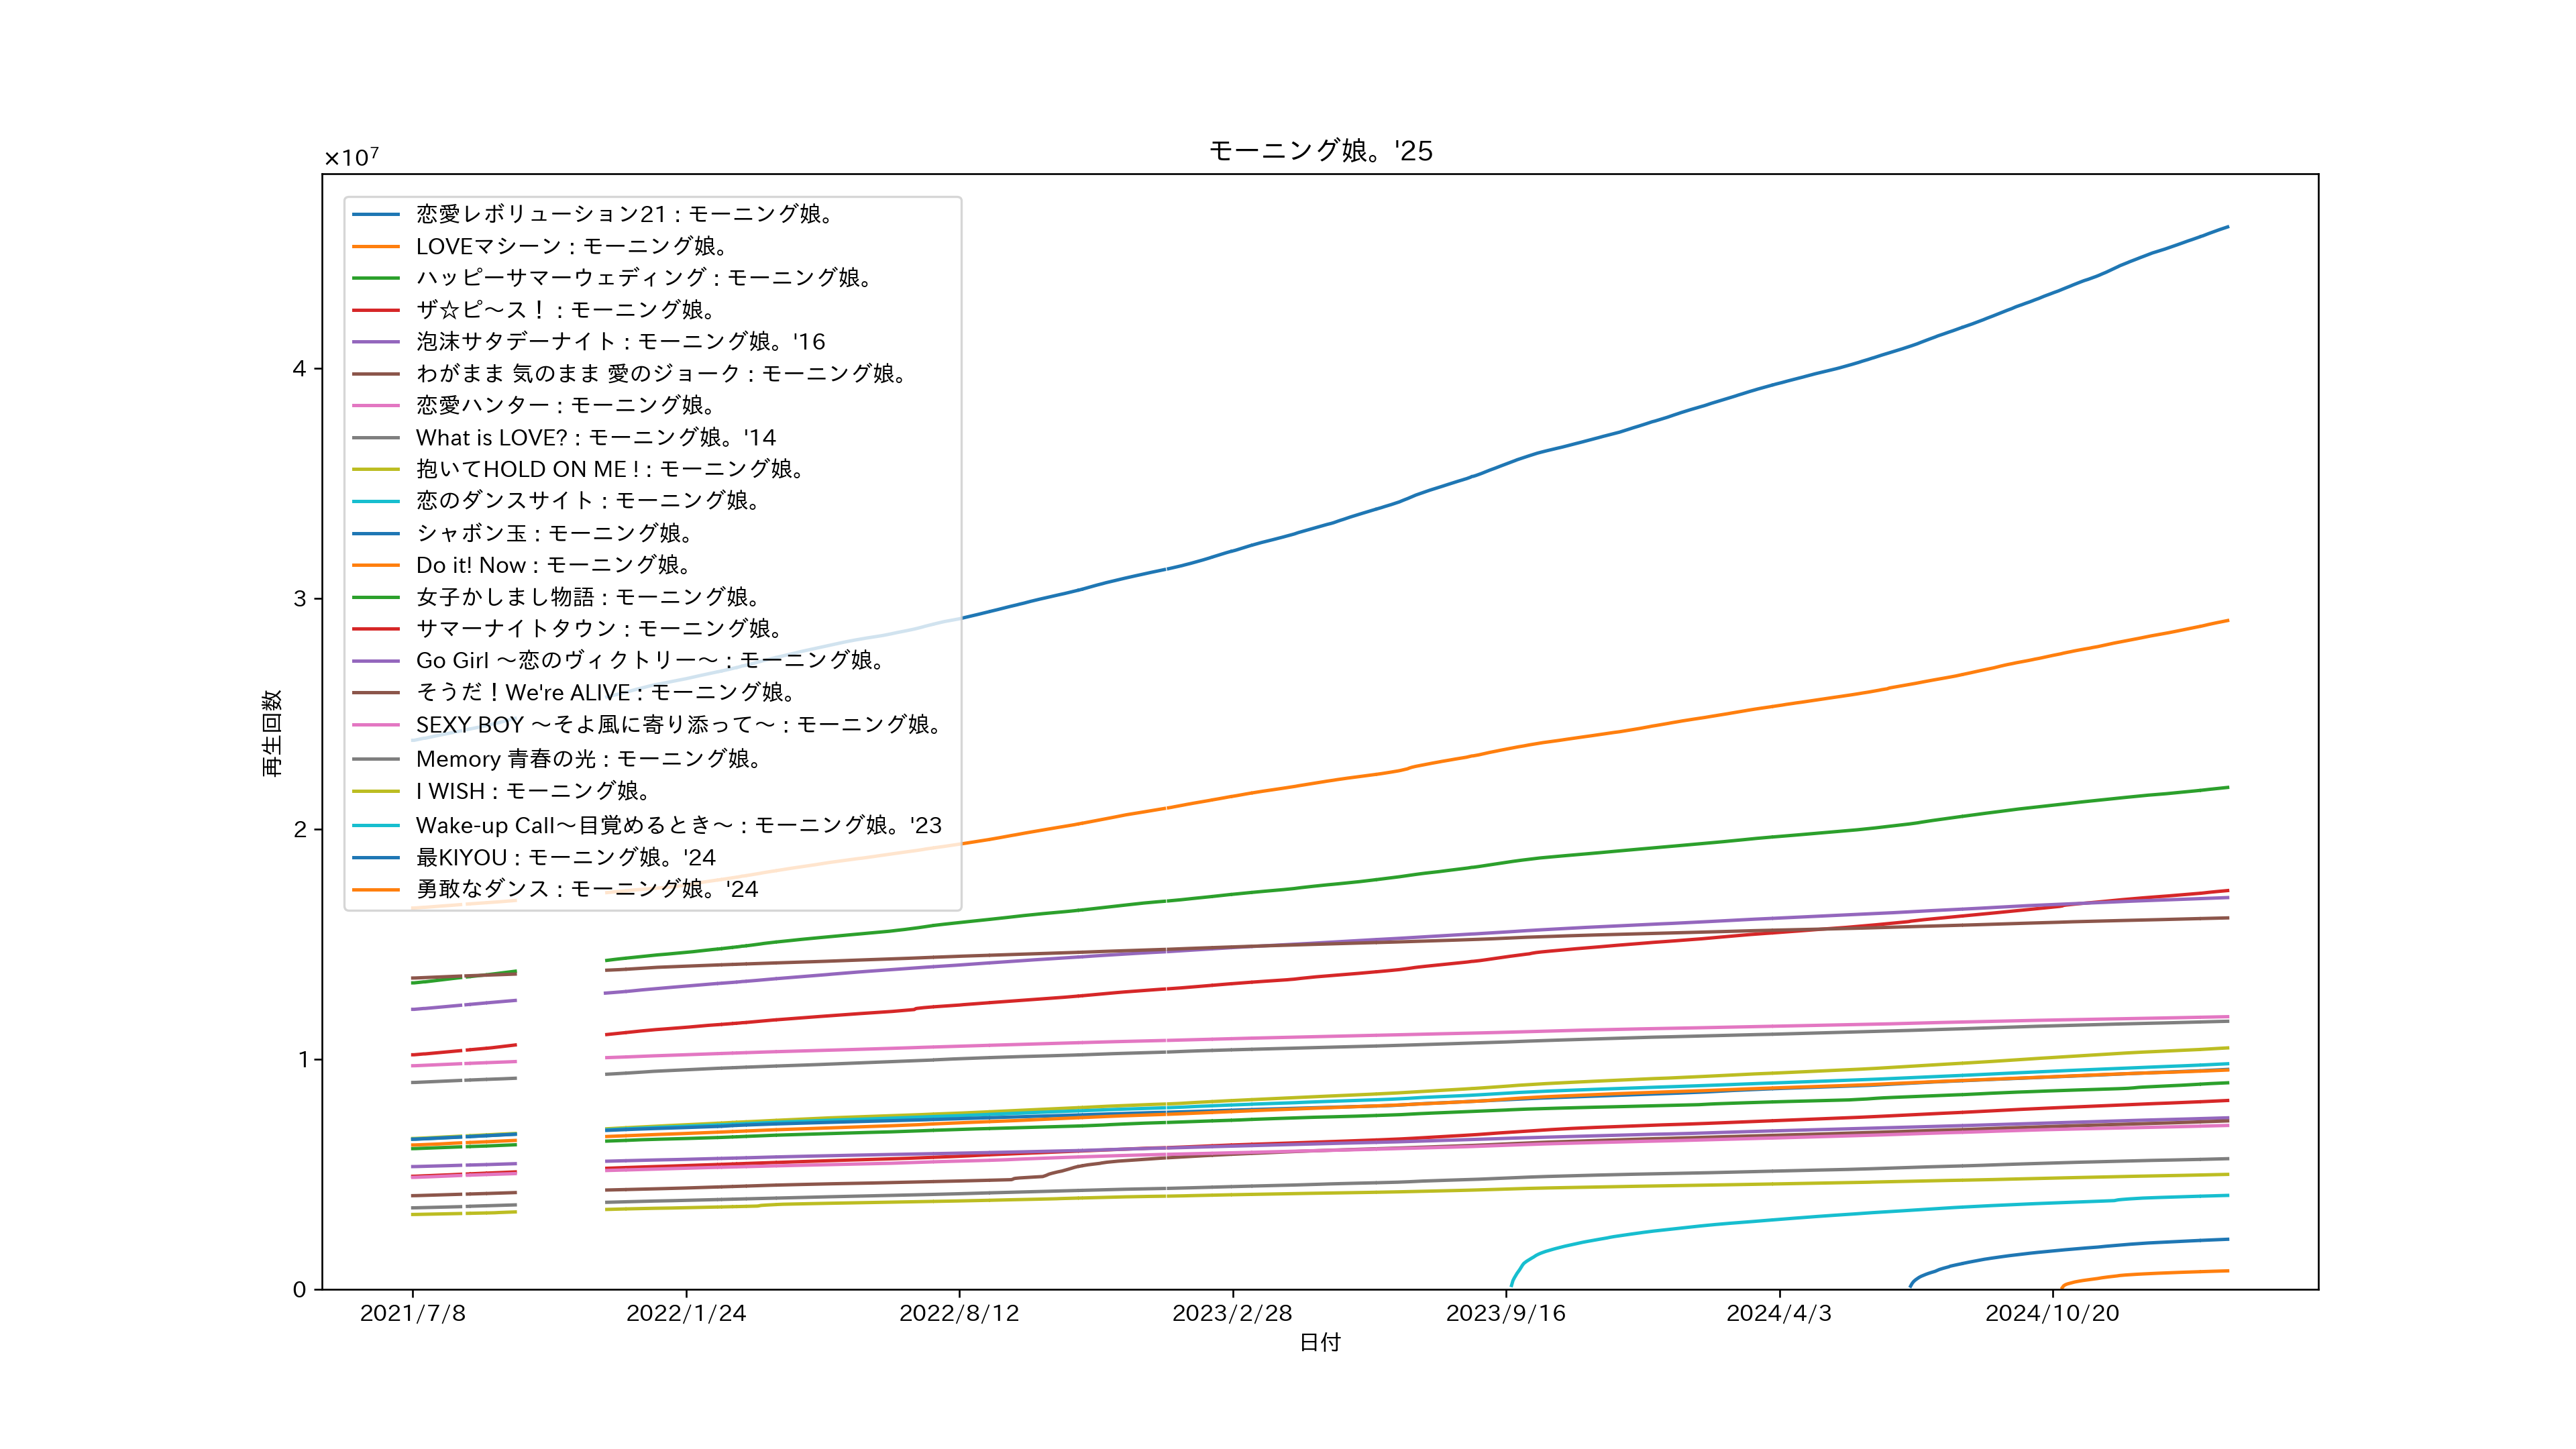 モーニング娘。'25
×10⁷
恋愛レボリューション21 : モーニング娘。
LOVEマシーン : モーニング娘。
ハッピーサマーウェディング : モーニング娘。
ザ☆ピ〜ス！ : モーニング娘。
泡沫サタデーナイト : モーニング娘。'16
わがまま 気のまま 愛のジョーク : モーニング娘。
恋愛ハンター : モーニング娘。
What is LOVE? : モーニング娘。'14
抱いてHOLD ON ME ! : モーニング娘。
恋のダンスサイト : モーニング娘。
シャボン玉 : モーニング娘。
Do it! Now : モーニング娘。
女子かしまし物語 : モーニング娘。
サマーナイトタウン : モーニング娘。
Go Girl 〜恋のヴィクトリー〜 : モーニング娘。
そうだ！We're ALIVE : モーニング娘。
SEXY BOY 〜そよ風に寄り添って〜 : モーニング娘。
Memory 青春の光 : モーニング娘。
I WISH : モーニング娘。
Wake-up Call〜目覚めるとき〜 : モーニング娘。'23
最KIYOU : モーニング娘。'24
勇敢なダンス : モーニング娘。'24
4
3
2
1
0
再生回数
2021/7/8 2022/1/24 2022/8/12 2023/2/28 2023/9/16 2024/4/3 2024/10/20
日付